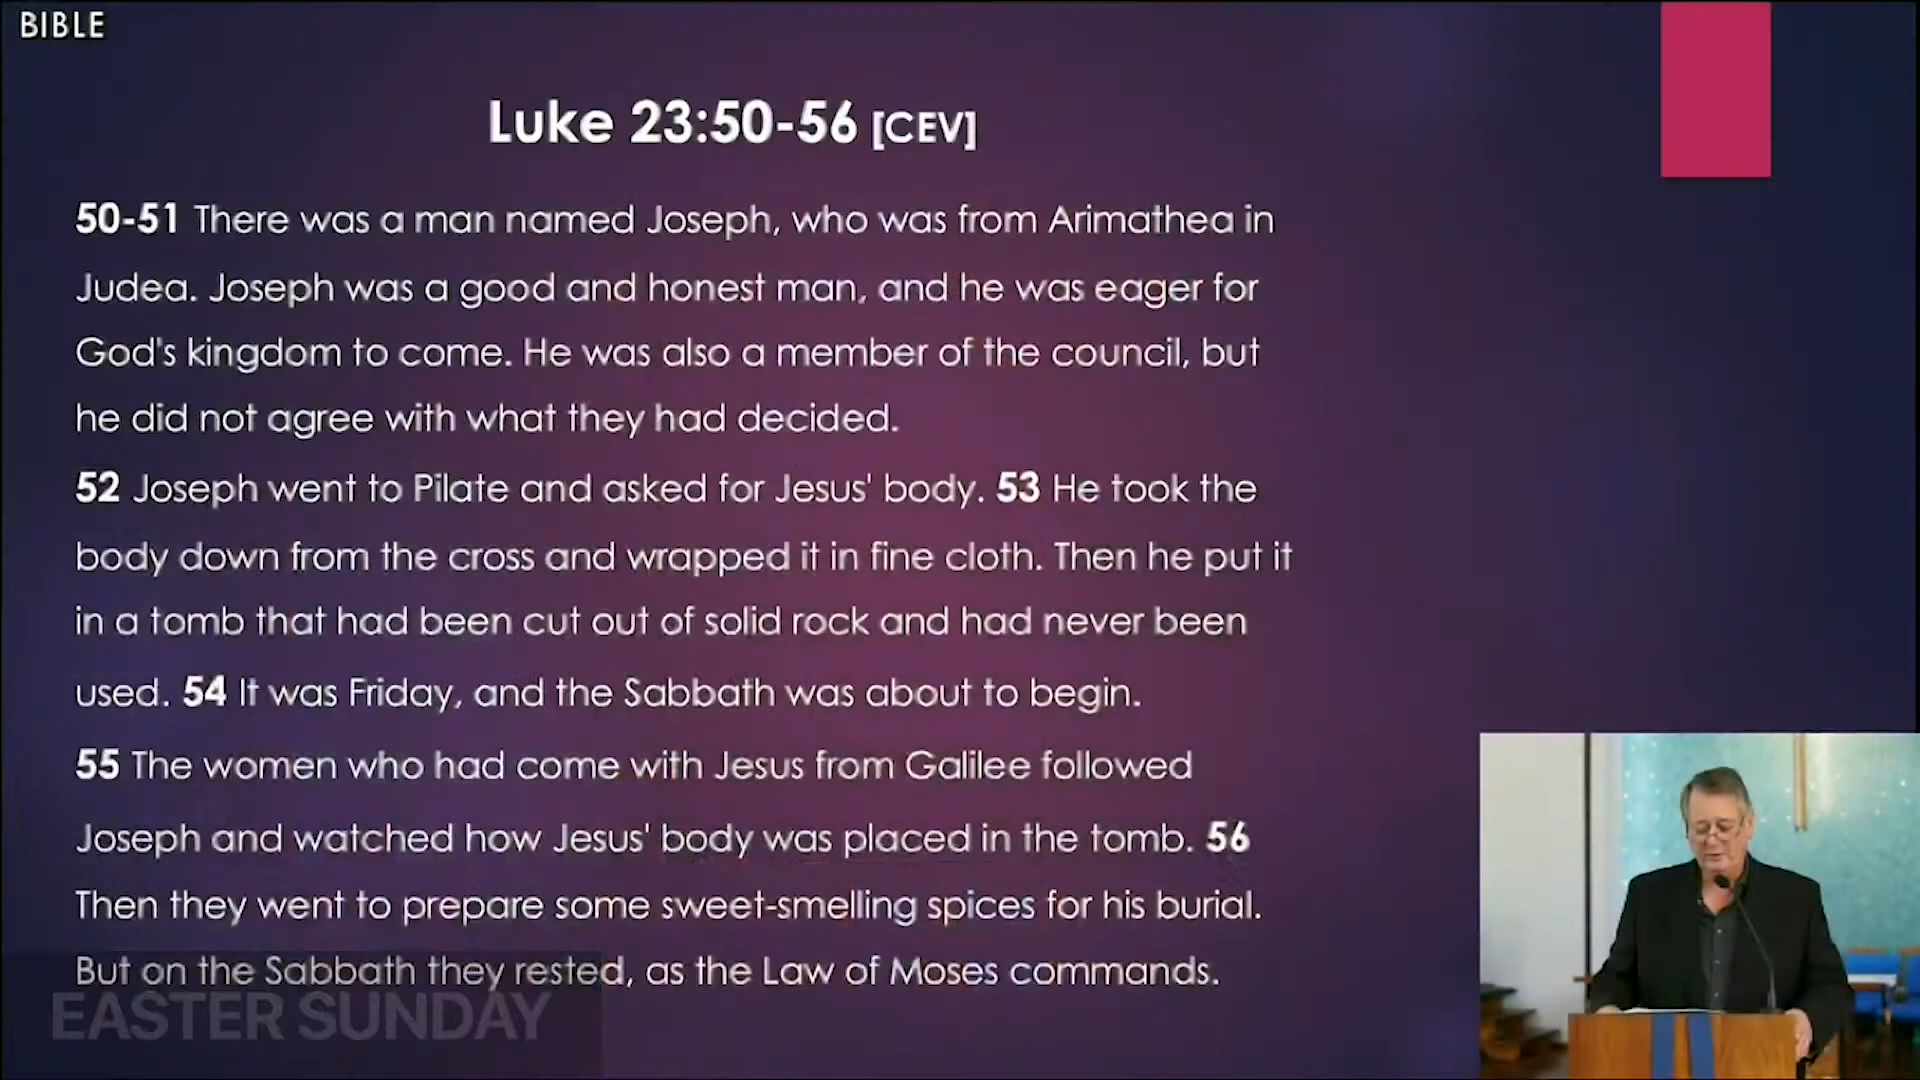 BIBLE
Luke 23:50-56 [CEV]
50-51 There was a man named Joseph, who was from Arimathea in
Judea. Joseph was a good and honest man, and he was eager for
God's kingdom to come. He was also a member of the council, but
he did not agree with what they had decided.
52 Joseph went to Pilate and asked for Jesus' body. 53 He took the
body down from the cross and wrapped it in fine cloth. Then he put it
in a tomb that had been cut out of solid rock and had never been
used. 54 It was Friday, and the Sabbath was about to begin.
55 The women who had come with Jesus from Galilee followed
Joseph and watched how Jesus' body was placed in the tomb. 56
Then they went to prepare some sweet-smelling spices for his burial.
But on the Sabbath they rested, as the Law of Moses commands.
EASTER SUNDAY